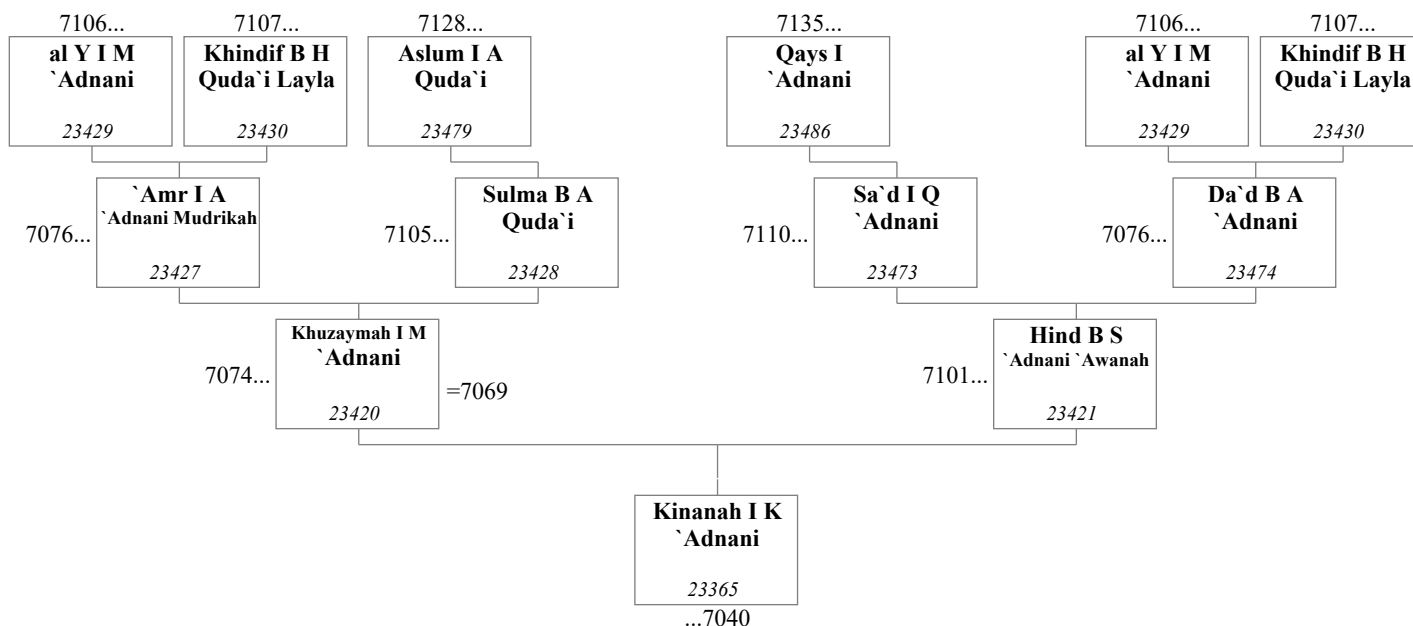 7106... 7107... 7128... 7135... 7106... 7107...
al Y I M Khindif B H Aslum I A Qays I al Y I M Khindif B H
`Adnani Quda`i Layla Quda`i `Adnani `Adnani Quda`i Layla
23429 23430 23479 23486 23429 23430
`Amr I A Sulma B A Sa`d I Q Da`d B A
`Adnani Mudrikah Quda`i `Adnani `Adnani
7076... 7105... 7110... 7076...
23427 23428 23473 23474
Khuzaymah I M Hind B S
`Adnani `Adnani `Awanah
7074... =7069 7101...
23420 23421
Kinanah I K
`Adnani
23365
...7040